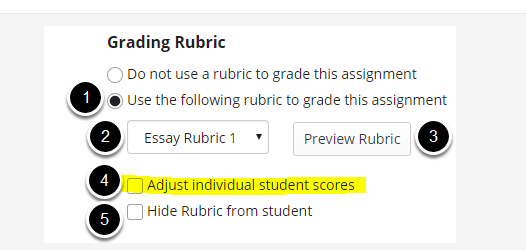 Grading Rubric
Do not use a rubric to grade this assignment
1 Use the following rubric to grade this assignment
2 Essay Rubric 1 Preview Rubric 3
4 Adjust individual student scores
5 Hide Rubric from student